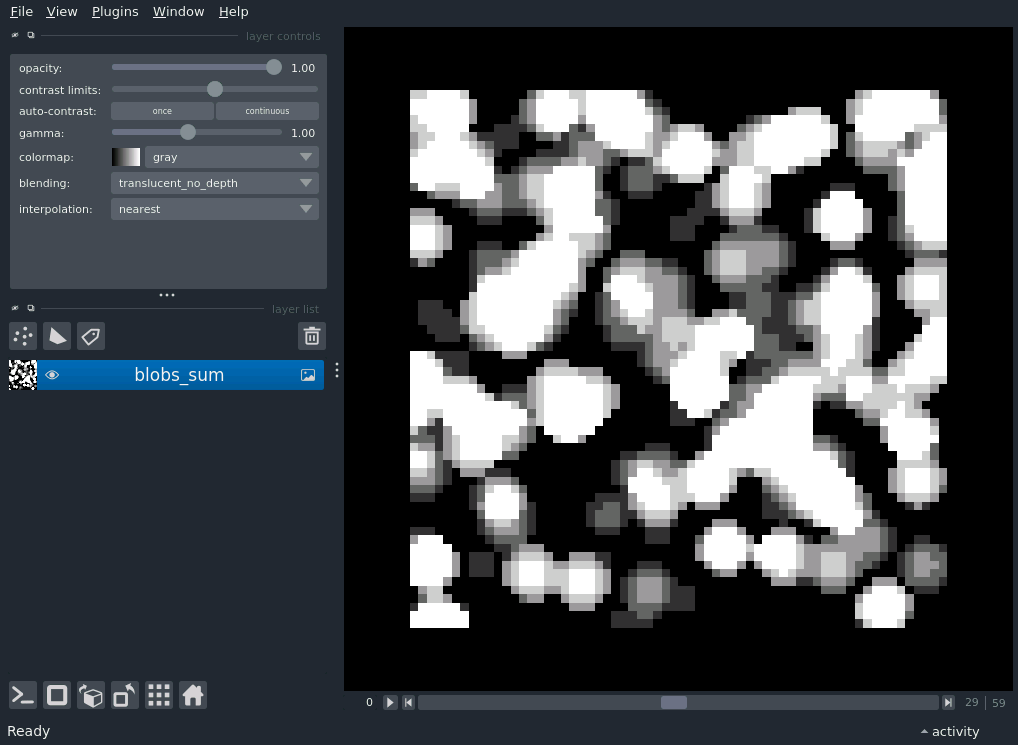 File View Plugins Window Help
layer controls
opacity: 1.00
contrast limits:
auto-contrast: once continuous
gamma: 1.00
colormap: gray
blending: translucent_no_depth
interpolation: nearest
layer list
blobs_sum
0 29 59
Ready activity